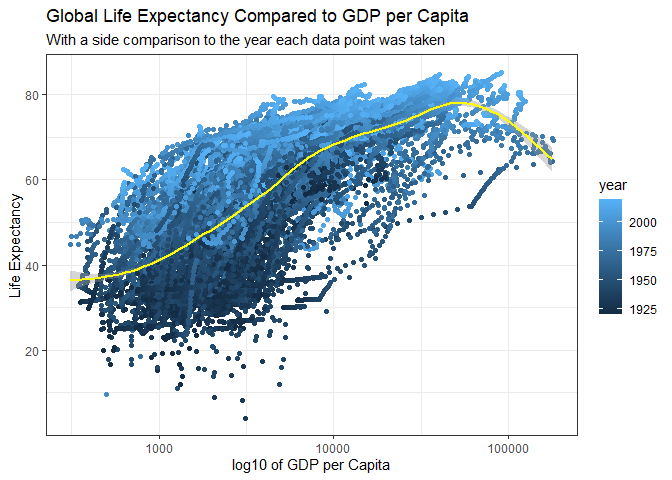 Global Life Expectancy Compared to GDP per Capita
With a side comparison to the year each data point was taken
80
60
40
20
Life Expectancy
1000
10000
100000
log10 of GDP per Capita
year
2000
1975
1950
1925